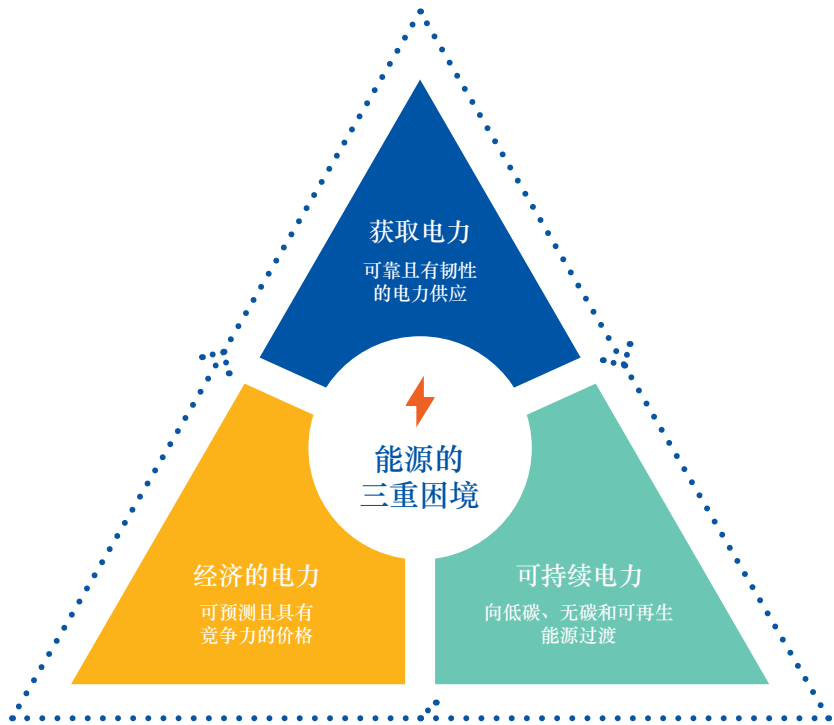 获取电力
可靠且有韧性
的电力供应
能源的
三重困境
经济的电力
可预测且具有
竞争力的价格
可持续电力
向低碳、无碳和可再生
能源过渡